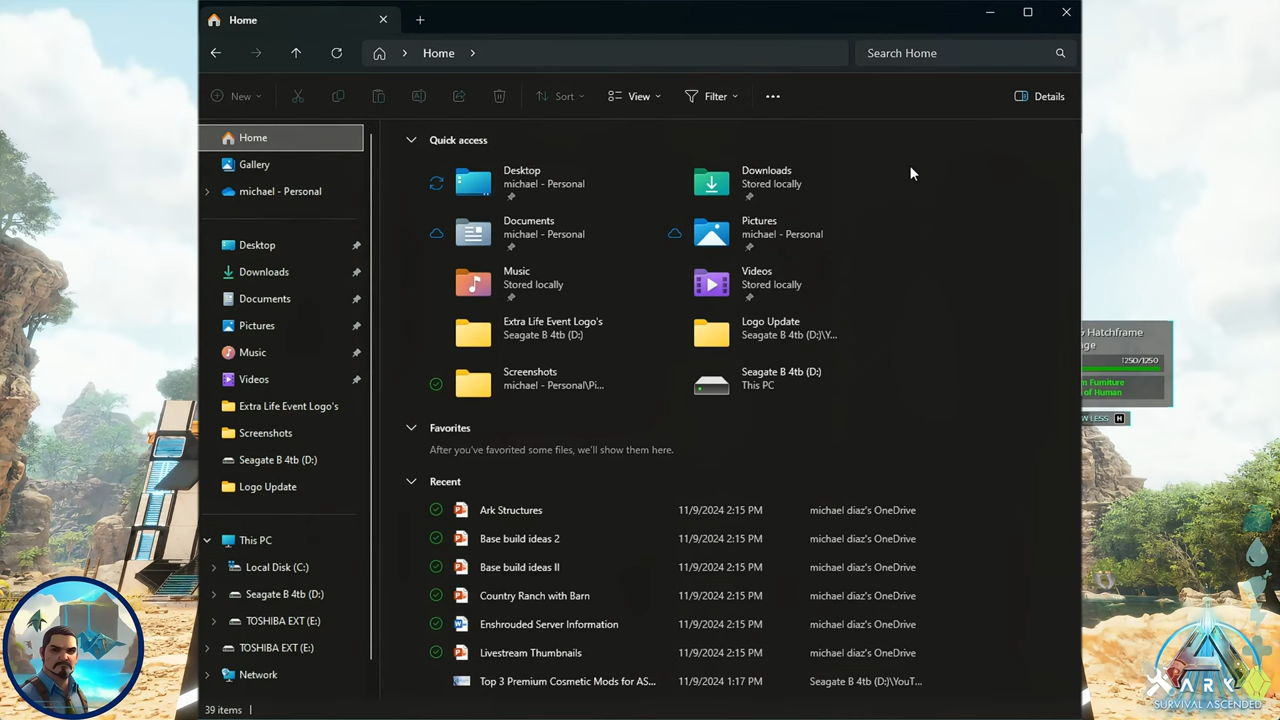 Home
Home
Search Home
New
Sort
View
Filter
Details
Home
Gallery
michael - Personal
Desktop
Downloads
Documents
Pictures
Music
Videos
Extra Life Event Logo's
Screenshots
Seagate B 4tb (D:)
Logo Update
This PC
Local Disk (C:)
Seagate B 4tb (D:)
TOSHIBA EXT (E:)
TOSHIBA EXT (E:)
Network
39 items
Quick access
Desktop
michael - Personal
Downloads
Stored locally
Documents
michael - Personal
Pictures
michael - Personal
Music
Stored locally
Videos
Stored locally
Extra Life Event Logo's
Seagate B 4tb (D:)
Logo Update
Seagate B 4tb (D:)\Y...
Screenshots
michael - Personal\Pi...
Seagate B 4tb (D:)
This PC
Favorites
After you've favorited some files, we'll show them here.
Recent
Ark Structures 11/9/2024 2:15 PM michael diaz's OneDrive
Base build ideas 2 11/9/2024 2:15 PM michael diaz's OneDrive
Base build ideas II 11/9/2024 2:15 PM michael diaz's OneDrive
Country Ranch with Barn 11/9/2024 2:15 PM michael diaz's OneDrive
Enshrouded Server Information 11/9/2024 2:15 PM michael diaz's OneDrive
Livestream Thumbnails 11/9/2024 2:15 PM michael diaz's OneDrive
Top 3 Premium Cosmetic Mods for AS... 11/9/2024 1:17 PM Seagate B 4tb (D:)\YouT...
Hatchframe
1250/1250
Furniture
of Human
H
ARK
SURVIVAL ASCENDED